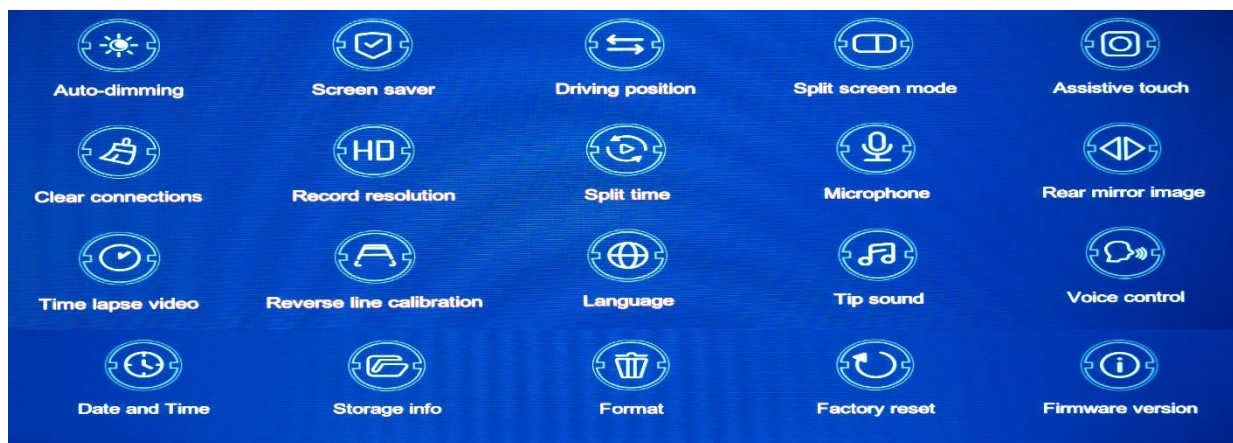 Auto-dimming
Screen saver
Driving position
Split screen mode
Assistive touch
Clear connections
HD
Record resolution
Split time
Microphone
Rear mirror image
Time lapse video
Reverse line calibration
Language
Tip sound
Voice control
Date and Time
Storage info
Format
Factory reset
Firmware version